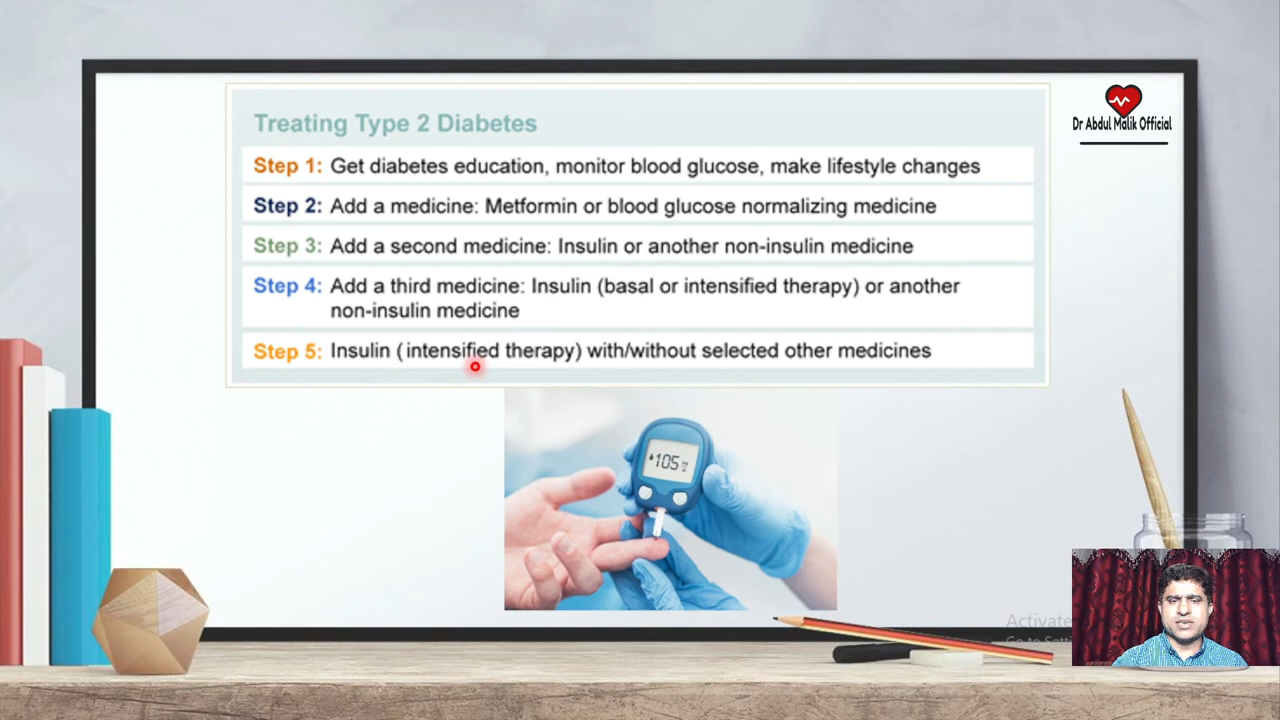 Dr Abdul Malik Official
Treating Type 2 Diabetes
Step 1: Get diabetes education, monitor blood glucose, make lifestyle changes
Step 2: Add a medicine: Metformin or blood glucose normalizing medicine
Step 3: Add a second medicine: Insulin or another non-insulin medicine
Step 4: Add a third medicine: Insulin (basal or intensified therapy) or another
non-insulin medicine
Step 5: Insulin (intensified therapy) with/without selected other medicines
105
Activate
Go to